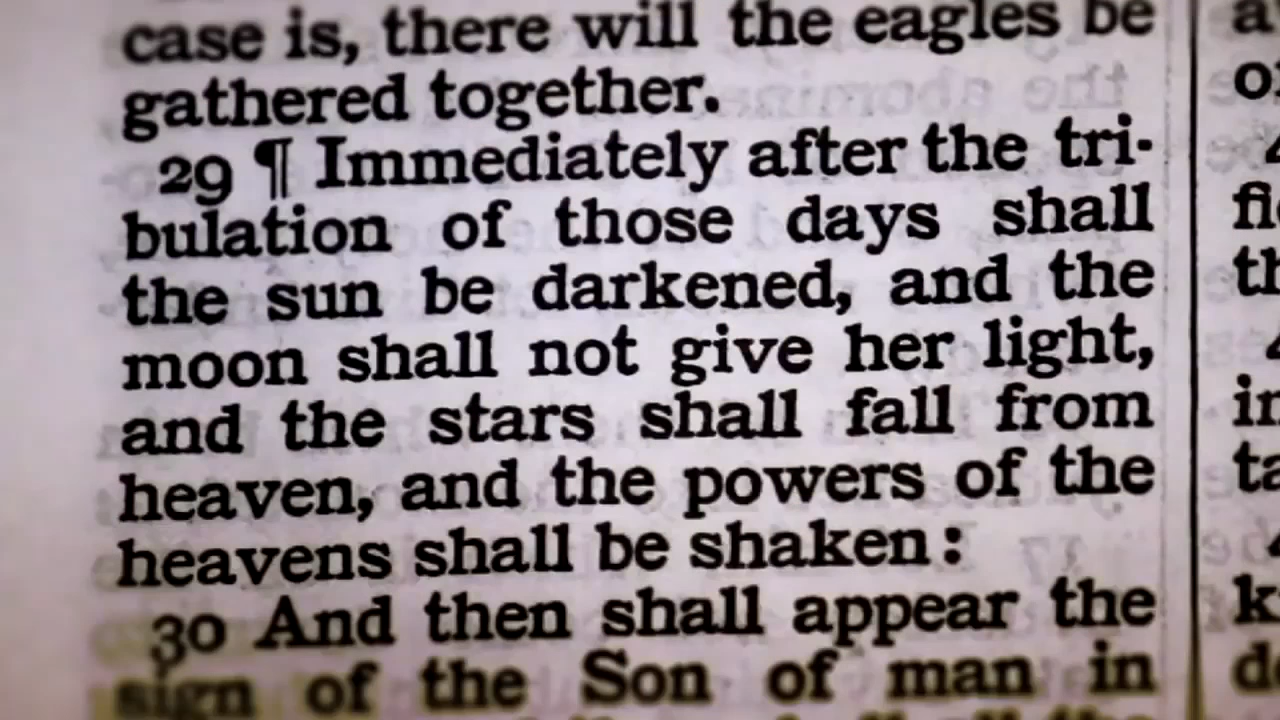 case is, there will the eagles be
gathered together.
29 ¶ Immediately after the tri-
bulation of those days shall
the sun be darkened, and the
moon shall not give her light,
and the stars shall fall from
heaven, and the powers of the
heavens shall be shaken:
30 And then shall appear the
sign of the Son of man in